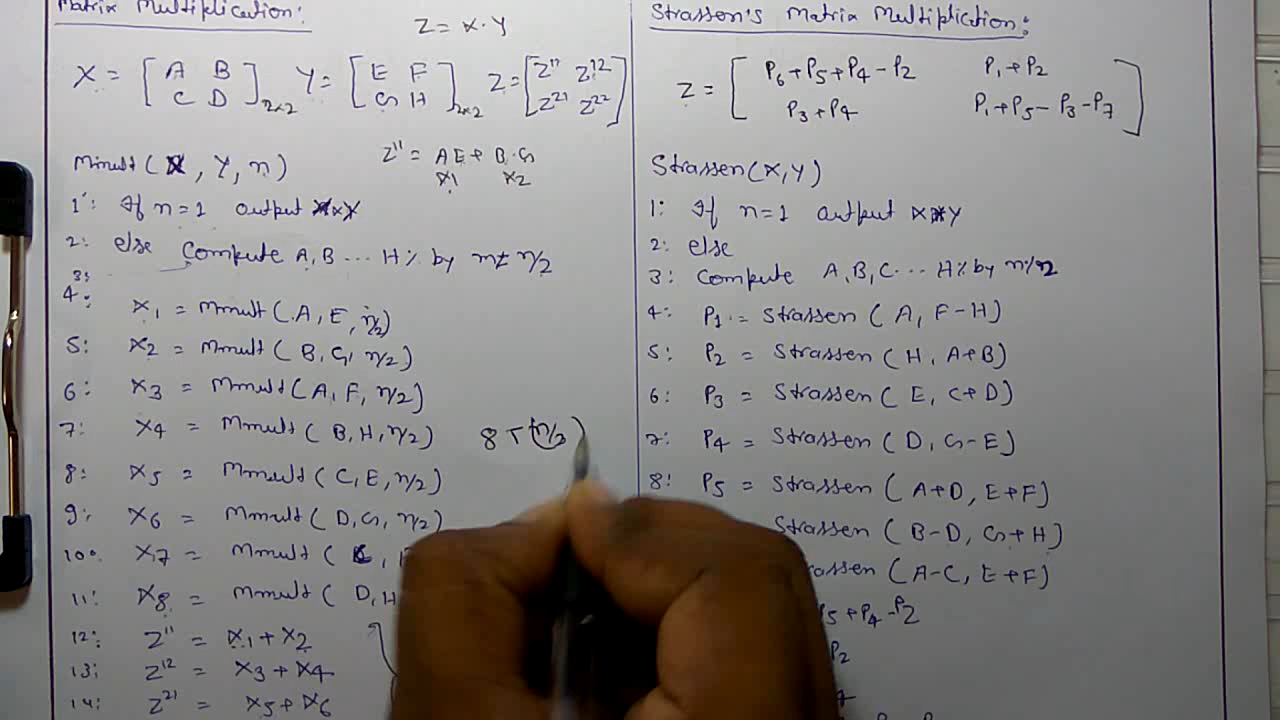 Matrix Multiplication:
Z = X · Y
X = [A B
C D]2×2 Y = [E F
G H]2×2 Z = [Z11 Z12
Z21 Z22]
Z11 = AE + B·G
X1 X2
Mmult(X, Y, n)
1: If n=1 output X×Y
2: else Compute A, B ... H % by n/2
3:
4: X1 = Mmult(A, E, n/2)
5: X2 = Mmult(B, G, n/2)
6: X3 = Mmult(A, F, n/2)
7: X4 = Mmult(B, H, n/2) 8T(n/2)
8: X5 = Mmult(C, E, n/2)
9: X6 = Mmult(D, G, n/2)
10: X7 = Mmult(C,
11: X8 = Mmult(D, H
12: Z11 = X1 + X2
13: Z12 = X3 + X4
14: Z21 = X5 + X6
Strassen's Matrix Multiplication:
Z = [P6+P5+P4-P2 P1+P2
P3+P4 P1+P5-P3-P7]
Strassen(X, Y)
1: If n=1 output X*Y
2: else
3: Compute A, B, C ... H % by n/2
4: P1 = Strassen(A, F-H)
5: P2 = Strassen(H, A+B)
6: P3 = Strassen(E, C+D)
7: P4 = Strassen(D, G-E)
8: P5 = Strassen(A+D, E+F)
Strassen(B-D, G+H)
rassen(A-C, E+F)
P5+P4-P2
P2